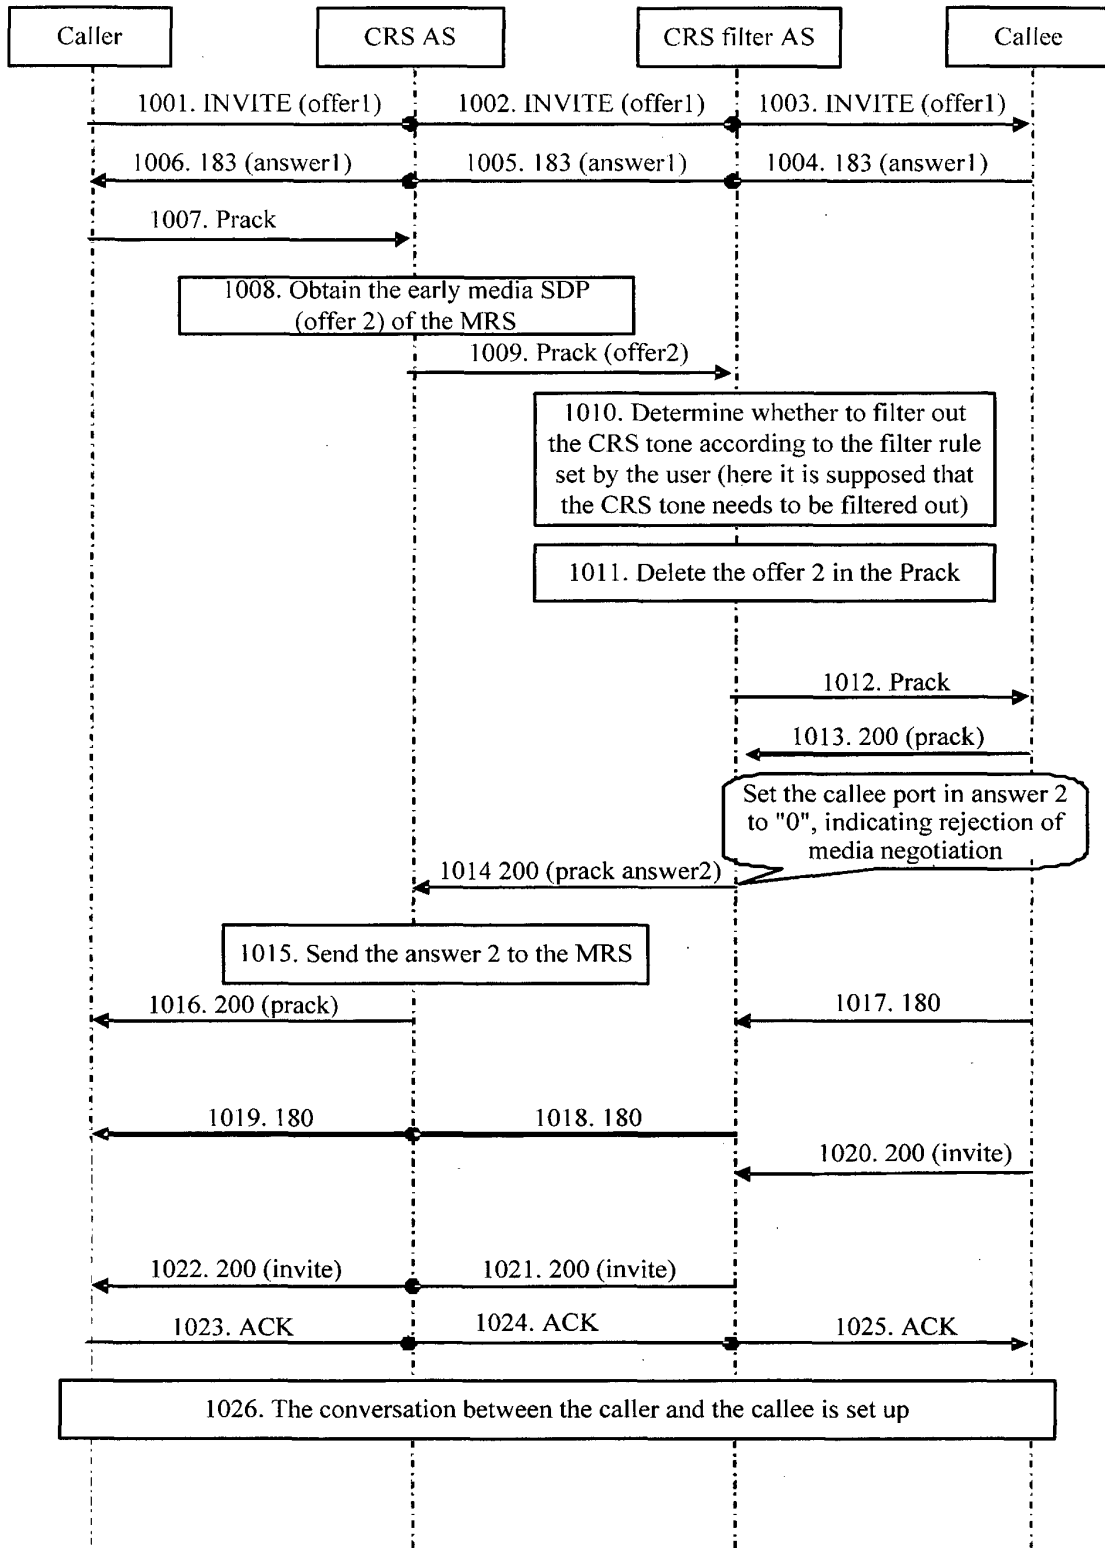 Caller
CRS AS
CRS filter AS
Callee
1001. INVITE (offer1)
1002. INVITE (offer1)
1003. INVITE (offer1)
1006. 183 (answer1)
1005. 183 (answer1)
1004. 183 (answer1)
1007. Prack
1008. Obtain the early media SDP
(offer 2) of the MRS
1009. Prack (offer2)
1010. Determine whether to filter out
the CRS tone according to the filter rule
set by the user (here it is supposed that
the CRS tone needs to be filtered out)
1011. Delete the offer 2 in the Prack
1012. Prack
1013. 200 (prack)
Set the callee port in answer 2
to "0", indicating rejection of
media negotiation
1014 200 (prack answer2)
1015. Send the answer 2 to the MRS
1016. 200 (prack)
1017. 180
1019. 180
1018. 180
1020. 200 (invite)
1022. 200 (invite)
1021. 200 (invite)
1023. ACK
1024. ACK
1025. ACK
1026. The conversation between the caller and the callee is set up